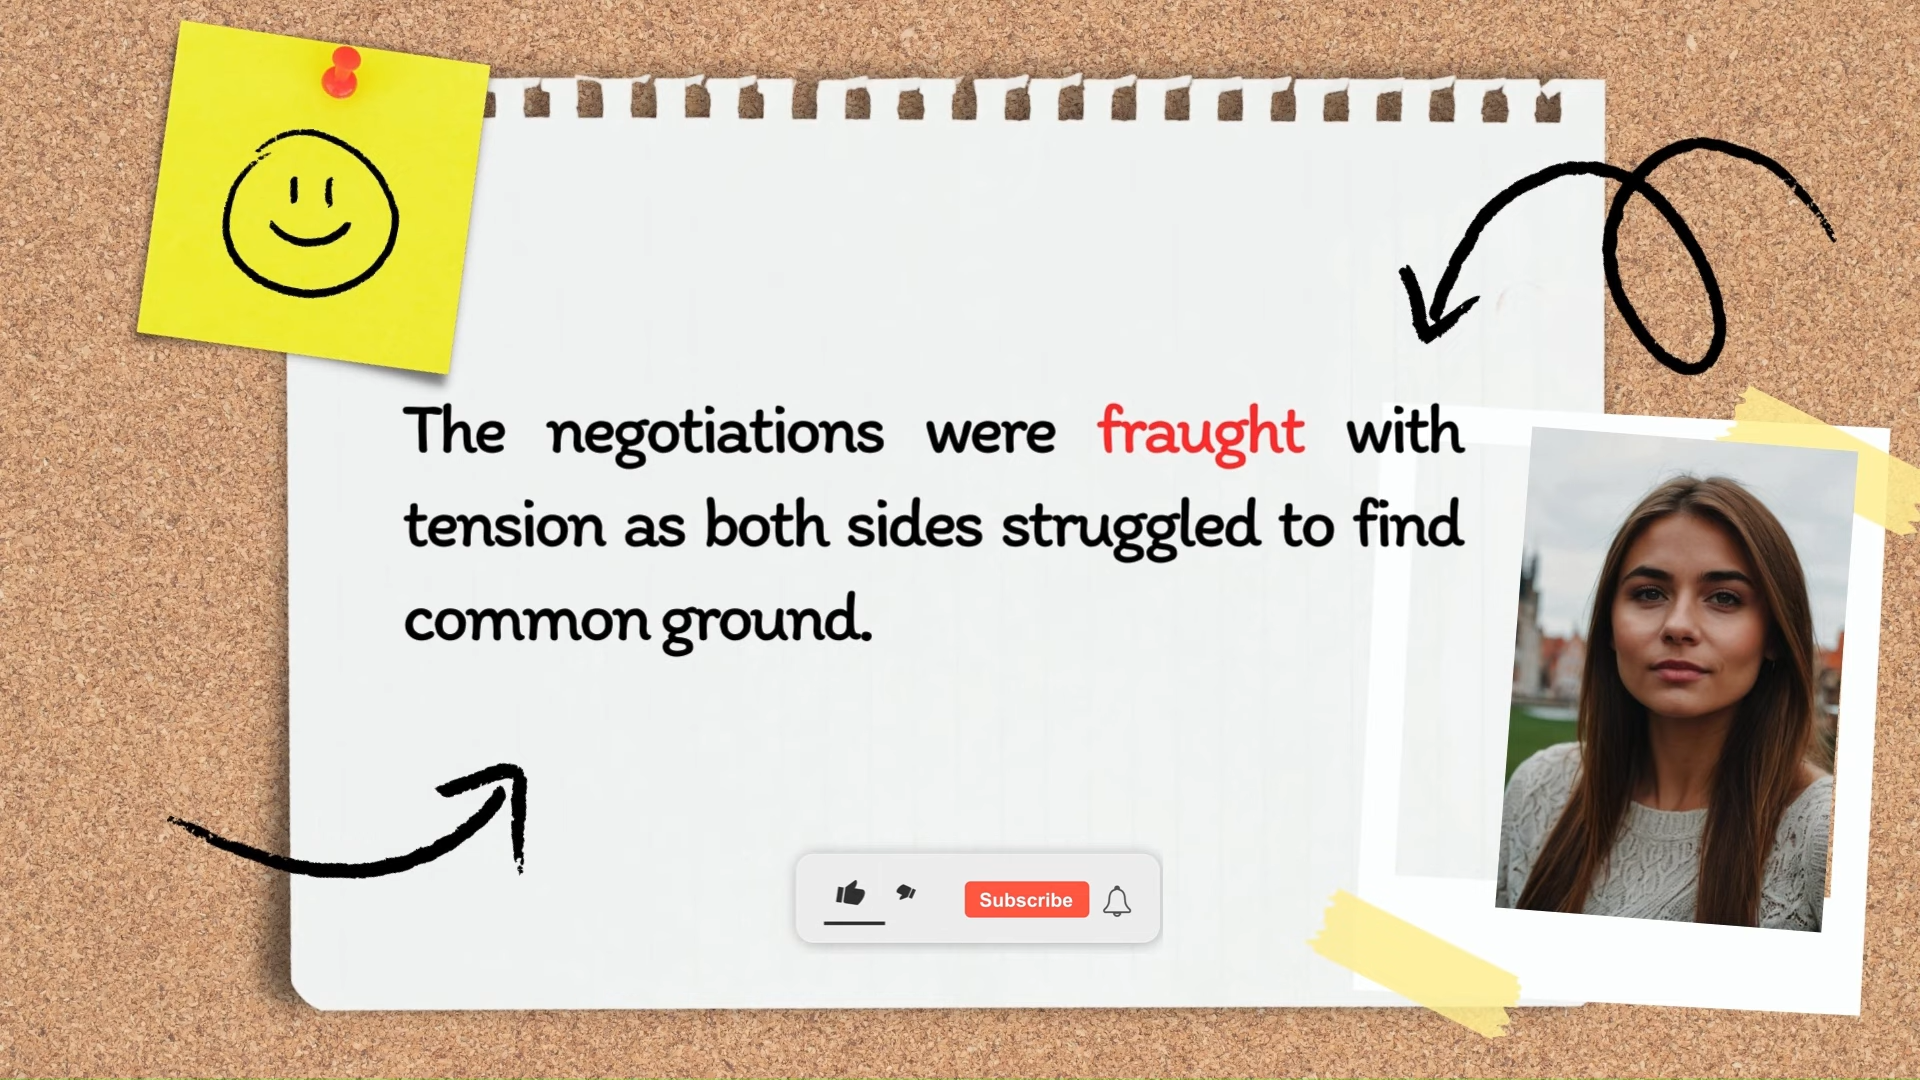 The negotiations were fraught with
tension as both sides struggled to find
common ground.
Subscribe